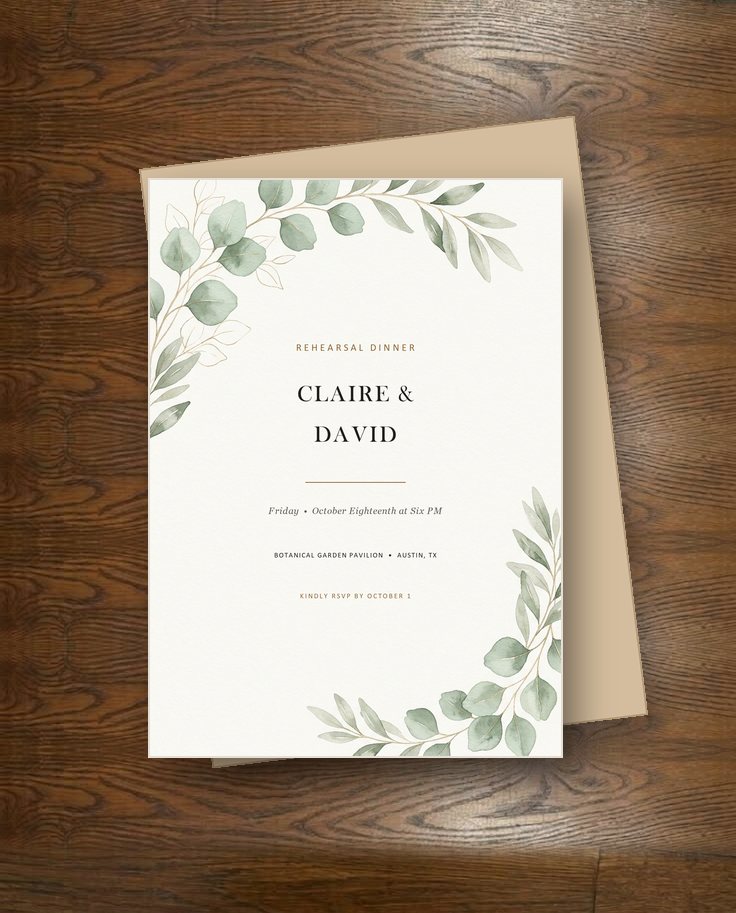 REHEARSAL DINNER
CLAIRE &
DAVID
Friday • October Eighteenth at Six PM
BOTANICAL GARDEN PAVILION • AUSTIN, TX
KINDLY RSVP BY OCTOBER 1